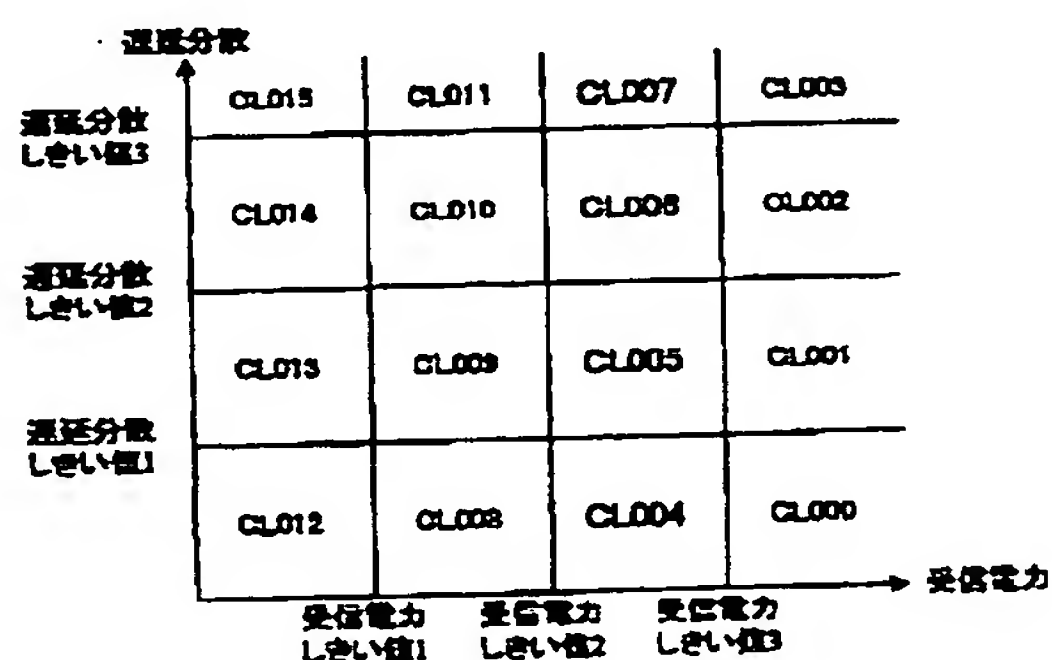 遅延分散
CL015 CL011 CL007 CL003
遅延分散
しきい値3
CL014 CL010 CL006 CL002
遅延分散
しきい値2
CL013 CL009 CL005 CL001
遅延分散
しきい値1
CL012 CL008 CL004 CL000
受信電力
受信電力
しきい値1
受信電力
しきい値2
受信電力
しきい値3